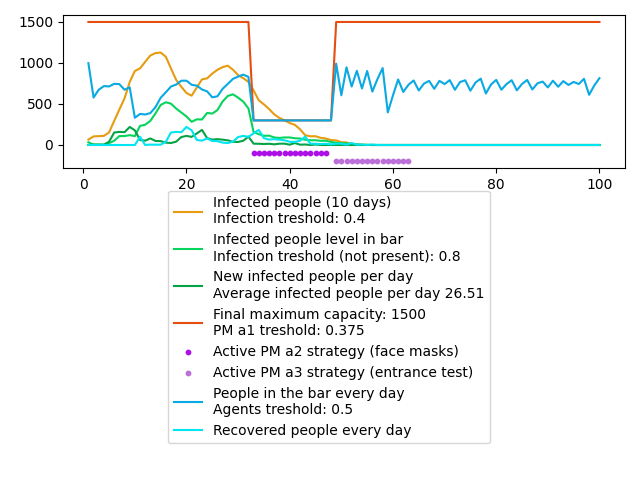 1500
1000
500
0
0
20
40
60
80
100
Infected people (10 days)
Infection treshold: 0.4
Infected people level in bar
Infection treshold (not present): 0.8
New infected people per day
Average infected people per day 26.51
Final maximum capacity: 1500
PM a1 treshold: 0.375
Active PM a2 strategy (face masks)
Active PM a3 strategy (entrance test)
People in the bar every day
Agents treshold: 0.5
Recovered people every day